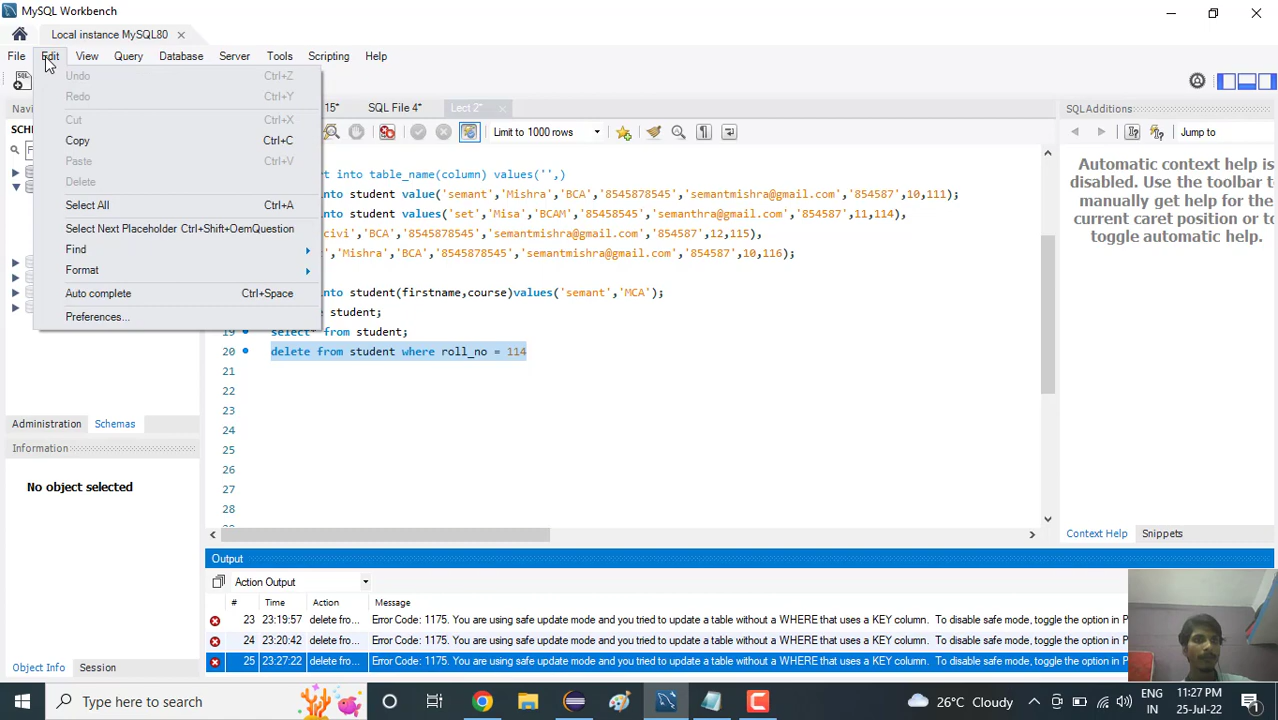 MySQL Workbench
Local instance MySQL80
File Edit View Query Database Server Tools Scripting Help
Undo Ctrl+Z
Redo Ctrl+Y
Cut Ctrl+X
Copy Ctrl+C
Paste Ctrl+V
Delete
Select All Ctrl+A
Select Next Placeholder Ctrl+Shift+OemQuestion
Find
Format
Auto complete Ctrl+Space
Preferences...
15* SQL File 4* Lect 2*
Limit to 1000 rows
rt into table_name(column) values('',)
into student value('semant','Mishra','BCA','8545878545','semantmishra@gmail.com','854587',10,111);
into student values('set','Misa','BCAM','85458545','semanthra@gmail.com','854587',11,114),
civi','BCA','8545878545','semantm@gmail.com','854587',12,115),
','Mishra','BCA','8545878545','semantmishra@gmail.com','854587',10,116);
into student(firstname,course)values('semant','MCA');
e student;
19 select* from student;
20 delete from student where roll_no = 114
21
22
23
24
25
26
27
28
Administration Schemas
Information
No object selected
Object Info Session
SQLAdditions
Jump to
Automatic context help is
disabled. Use the toolbar t
manually get help for the
current caret position or to
toggle automatic help.
Context Help Snippets
Output
Action Output
# Time Action Message
23 23:19:57 delete fro... Error Code: 1175. You are using safe update mode and you tried to update a table without a WHERE that uses a KEY column. To disable safe mode, toggle the option in P
24 23:20:42 delete fro... Error Code: 1175. You are using safe update mode and you tried to update a table without a WHERE that uses a KEY column. To disable safe mode, toggle the option in P
25 23:27:22 delete fro... Error Code: 1175. You are using safe update mode and you tried to update a table without a WHERE that uses a KEY column. To disable safe mode, toggle the option in P
Type here to search
26°C Cloudy
ENG
IN
11:27 PM
25-Jul-22
1